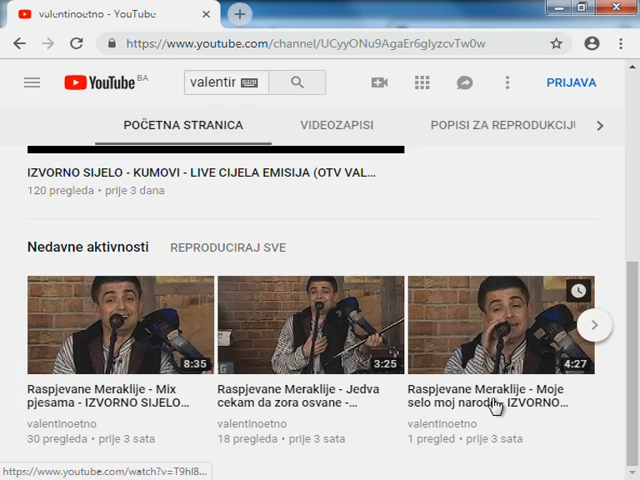 valentinoetno - YouTube
https://www.youtube.com/channel/UCyyONu9AgaEr6glyzcvTw0w
YouTube BA
valentir
PRIJAVA
POČETNA STRANICA
VIDEOZAPISI
POPISI ZA REPRODUKCIJU
IZVORNO SIJELO - KUMOVI - LIVE CIJELA EMISIJA (OTV VAL...
120 pregleda • prije 3 dana
Nedavne aktivnosti
REPRODUCIRAJ SVE
8:35
3:25
4:27
Raspjevane Meraklije - Mix
pjesama - IZVORNO SIJELO...
valentinoetno
30 pregleda • prije 3 sata
Raspjevane Meraklije - Jedva
cekam da zora osvane -...
valentinoetno
18 pregleda • prije 3 sata
Raspjevane Meraklije - Moje
selo moj narode - IZVORNO...
valentinoetno
1 pregled • prije 3 sata
https://www.youtube.com/watch?v=T9hI8...